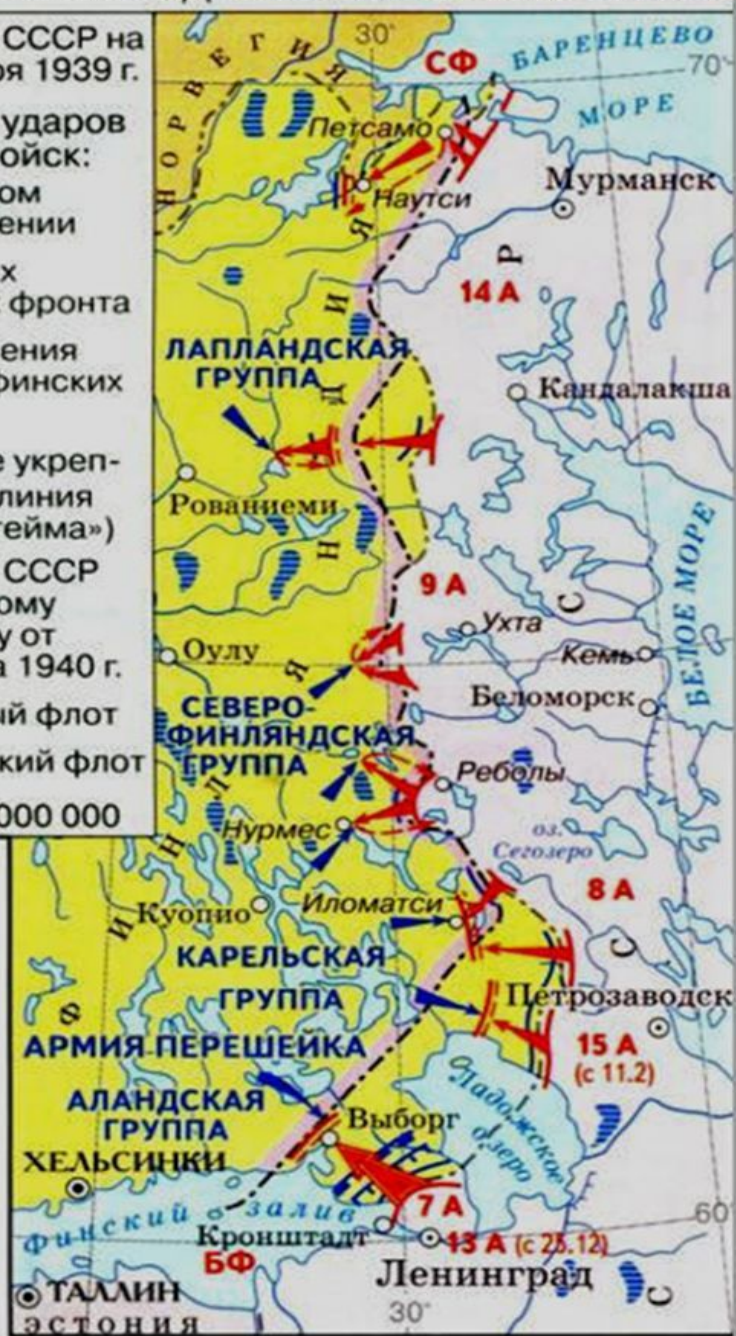 СССР на
ря 1939 г.
ударов
ойск:
ом
ении
х
фронта
ения
финских
е укреп-
линия
гейма»)
СССР
ому
у от
а 1940 г.
ый флот
кий флот
000 000
30°
НОРВЕГИЯ
СФ
БАРЕНЦЕВО
МОРЕ
70°
Петсамо
Наутси
Мурманск
14 А
ЛАПЛАНДСКАЯ
ГРУППА
Кандалакша
Рованиеми
9 А
Ухта
Оулу
Кемь
БЕЛОЕ МОРЕ
Беломорск
СЕВЕРО-
ФИНЛЯНДСКАЯ
ГРУППА
Реболы
Нурмес
оз.
Сегозеро
8 А
Иломатси
Куопио
КАРЕЛЬСКАЯ
ГРУППА
Петрозаводск
15 А
(с 11.2)
АРМИЯ ПЕРЕШЕЙКА
АЛАНДСКАЯ
ГРУППА
Ладожское
озеро
Выборг
ХЕЛЬСИНКИ
7 А
60°
Финский залив
Кронштадт
13 А (с 25.12)
БФ
Ленинград
ТАЛЛИН
ЭСТОНИЯ
30°
ФИНЛЯНДИЯ
СССР